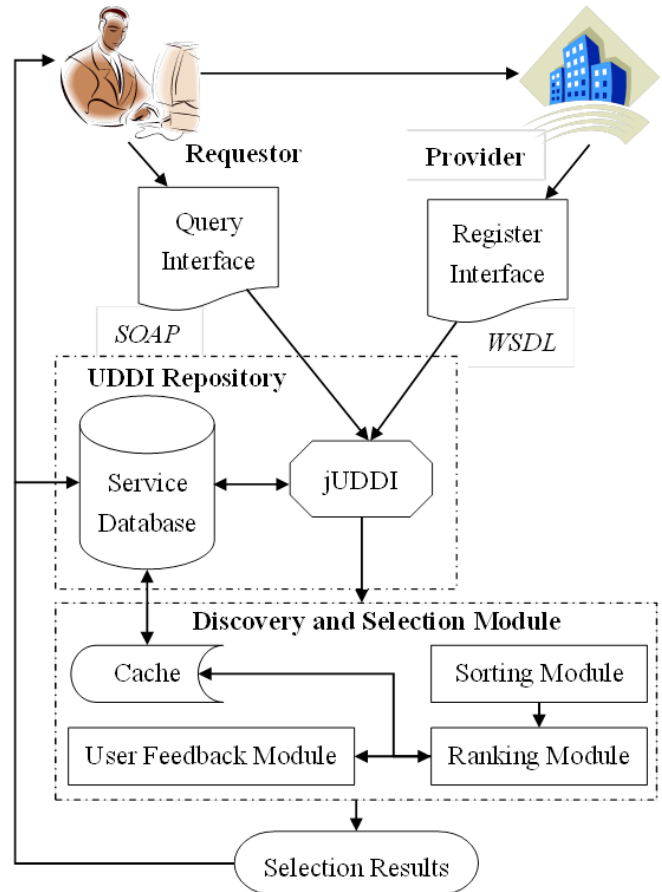 Requestor
Provider
Query
Interface
Register
Interface
SOAP
WSDL
UDDI Repository
Service
Database
jUDDI
Discovery and Selection Module
Cache
Sorting Module
User Feedback Module
Ranking Module
Selection Results